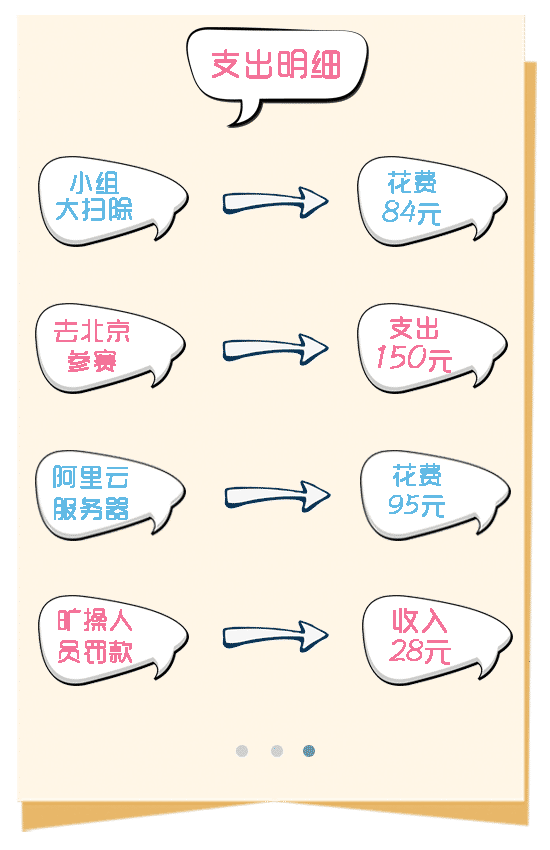 支出明细
小组
大扫除
花费
84元
去北京
参赛
支出
150元
阿里云
服务器
花费
95元
旷操人
员罚款
收入
28元